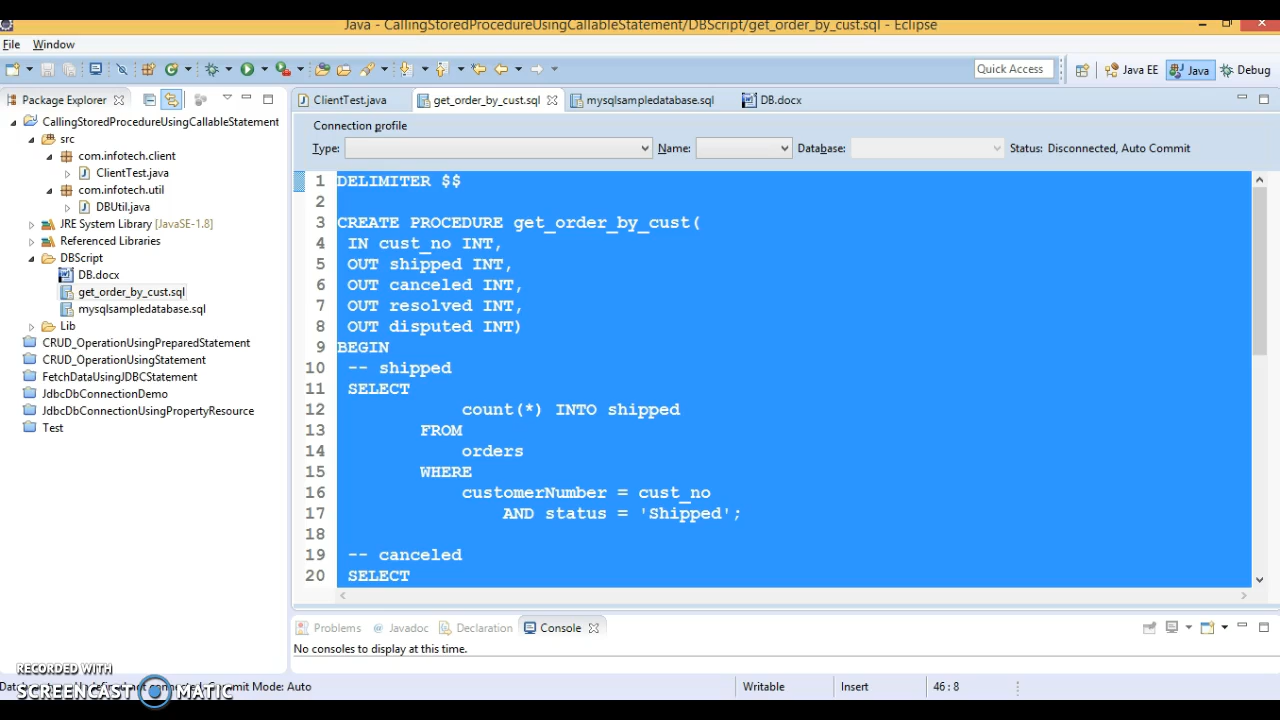 Java - CallingStoredProcedureUsingCallableStatement/DBScript/get_order_by_cust.sql - Eclipse
File Window
Quick Access Java EE Java Debug
Package Explorer
ClientTest.java get_order_by_cust.sql mysqlsampledatabase.sql DB.docx
CallingStoredProcedureUsingCallableStatement
src
com.infotech.client
ClientTest.java
com.infotech.util
DBUtil.java
JRE System Library [JavaSE-1.8]
Referenced Libraries
DBScript
DB.docx
get_order_by_cust.sql
mysqlsampledatabase.sql
Lib
CRUD_OperationUsingPreparedStatement
CRUD_OperationUsingStatement
FetchDataUsingJDBCStatement
JdbcDbConnectionDemo
JdbcDbConnectionUsingPropertyResource
Test
Connection profile
Type: Name: Database: Status: Disconnected, Auto Commit
1 DELIMITER $$
2
3 CREATE PROCEDURE get_order_by_cust(
4 IN cust_no INT,
5 OUT shipped INT,
6 OUT canceled INT,
7 OUT resolved INT,
8 OUT disputed INT)
9 BEGIN
10 -- shipped
11 SELECT
12 count(*) INTO shipped
13 FROM
14 orders
15 WHERE
16 customerNumber = cust_no
17 AND status = 'Shipped';
18
19 -- canceled
20 SELECT
Problems Javadoc Declaration Console
No consoles to display at this time.
RECORDED WITH
SCREENCAST MATIC
Commit Mode: Auto Writable Insert 46 : 8